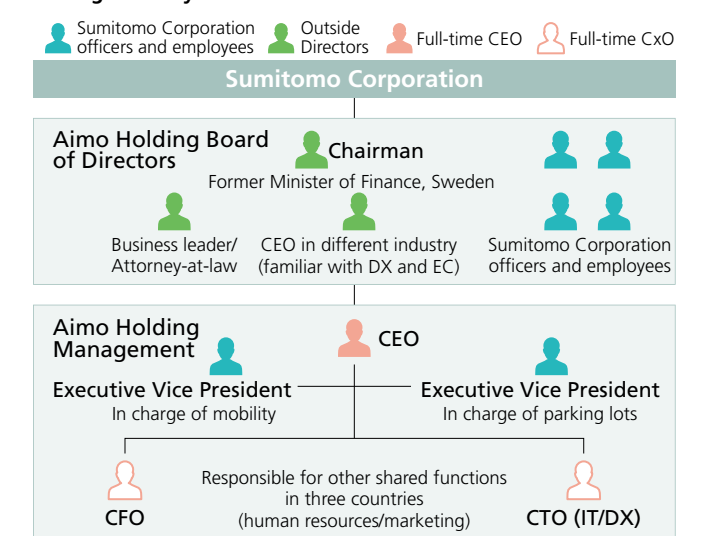 Sumitomo Corporation
officers and employees
Outside
Directors
Full-time CEO
Full-time CxO
Sumitomo Corporation
Aimo Holding Board
of Directors
Chairman
Former Minister of Finance, Sweden
Business leader/
Attorney-at-law
CEO in different industry
(familiar with DX and EC)
Sumitomo Corporation
officers and employees
Aimo Holding
Management
CEO
Executive Vice President
In charge of mobility
Executive Vice President
In charge of parking lots
CFO
Responsible for other shared functions
in three countries
(human resources/marketing)
CTO (IT/DX)